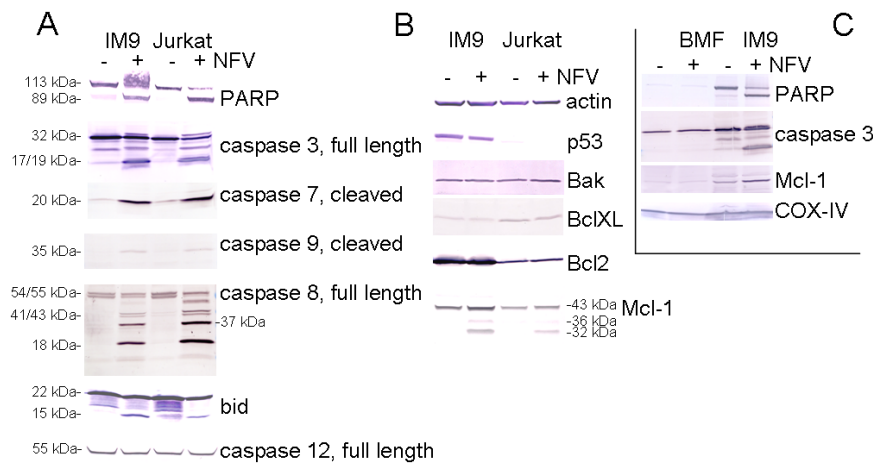 A
IM9 Jurkat
- + - + NFV
113 kDa-
89 kDa-
PARP
32 kDa-
17/19 kDa-
caspase 3, full length
20 kDa-
caspase 7, cleaved
35 kDa-
caspase 9, cleaved
54/55 kDa-
41/43 kDa-
18 kDa-
caspase 8, full length
-37 kDa
22 kDa-
15 kDa-
bid
55 kDa-
caspase 12, full length
B
IM9 Jurkat
- + - + NFV
actin
p53
Bak
BclXL
Bcl2
Mcl-1
-43 kDa
-36 kDa
-32 kDa
C
BMF IM9
- + - + NFV
PARP
caspase 3
Mcl-1
COX-IV